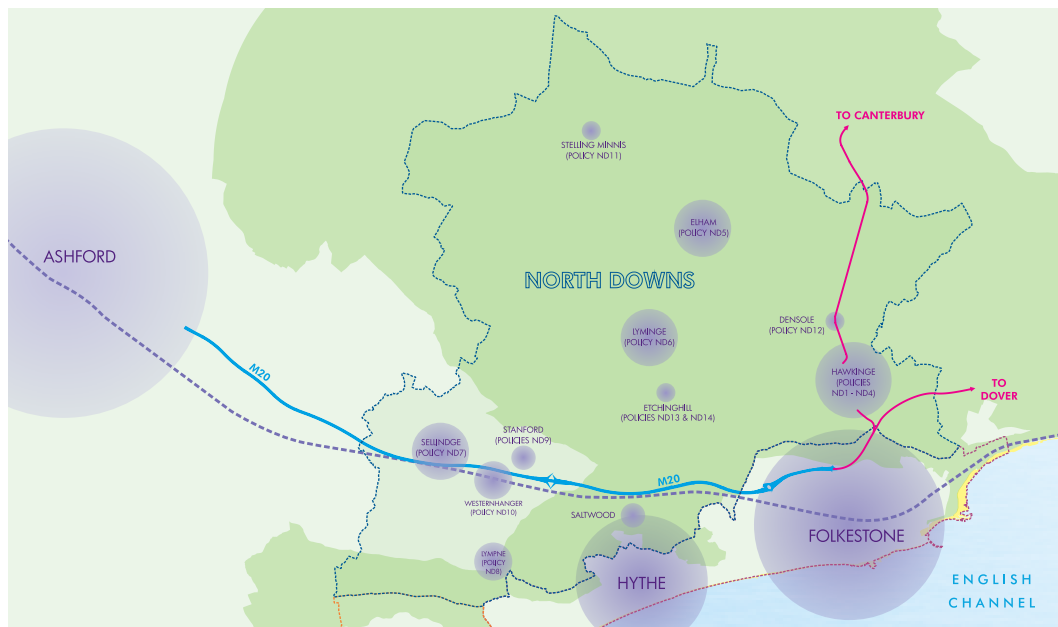 TO CANTERBURY
STELLING MINNIS
(POLICY ND11)
ELHAM
(POLICY ND5)
ASHFORD
NORTH DOWNS
DENSOLE
(POLICY ND12)
LYMINGE
(POLICY ND6)
M20
HAWKINGE
(POLICIES
ND1 - ND4)
TO
DOVER
ETCHINGHILL
(POLICIES ND13 & ND14)
STANFORD
(POLICIES ND9)
SELLINDGE
(POLICY ND7)
M20
WESTERNHANGER
(POLICY ND10)
SALTWOOD
FOLKESTONE
LYMPNE
(POLICY
ND8)
HYTHE
ENGLISH
CHANNEL